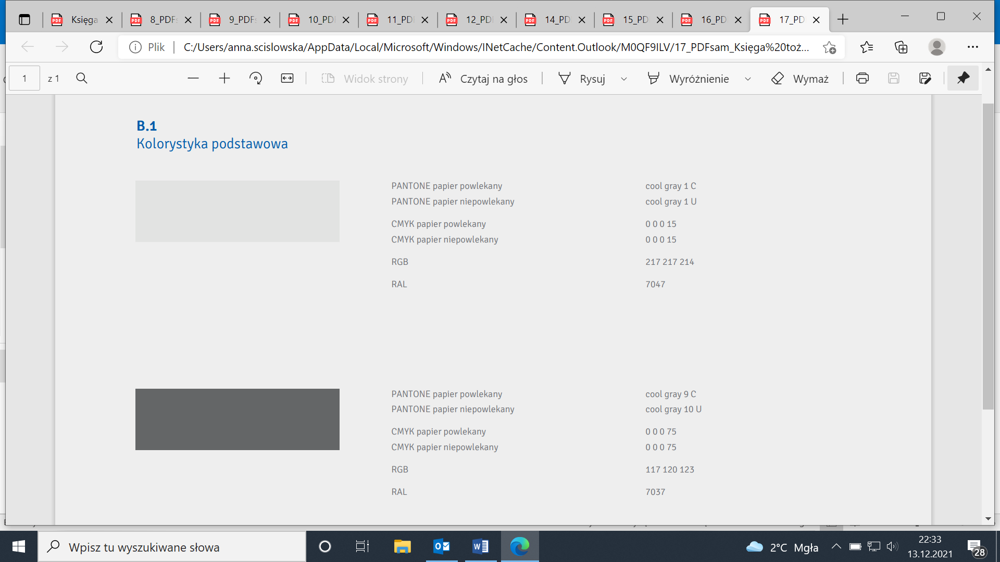 Księga
8_PDF
9_PDF
10_PD
11_PD
12_PD
14_PD
15_PD
16_PD
17_PD
Plik
C:/Users/anna.scislowska/AppData/Local/Microsoft/Windows/INetCache/Content.Outlook/M0QF9ILV/17_PDFsam_Księga%20toż...
1
z 1
Widok strony
Czytaj na głos
Rysuj
Wyróżnienie
Wymaż
B.1
Kolorystyka podstawowa
PANTONE papier powlekany cool gray 1 C
PANTONE papier niepowlekany cool gray 1 U
CMYK papier powlekany 0 0 0 15
CMYK papier niepowlekany 0 0 0 15
RGB 217 217 214
RAL 7047
PANTONE papier powlekany cool gray 9 C
PANTONE papier niepowlekany cool gray 10 U
CMYK papier powlekany 0 0 0 75
CMYK papier niepowlekany 0 0 0 75
RGB 117 120 123
RAL 7037
Wpisz tu wyszukiwane słowa
2°C Mgła
22:33
13.12.2021
28